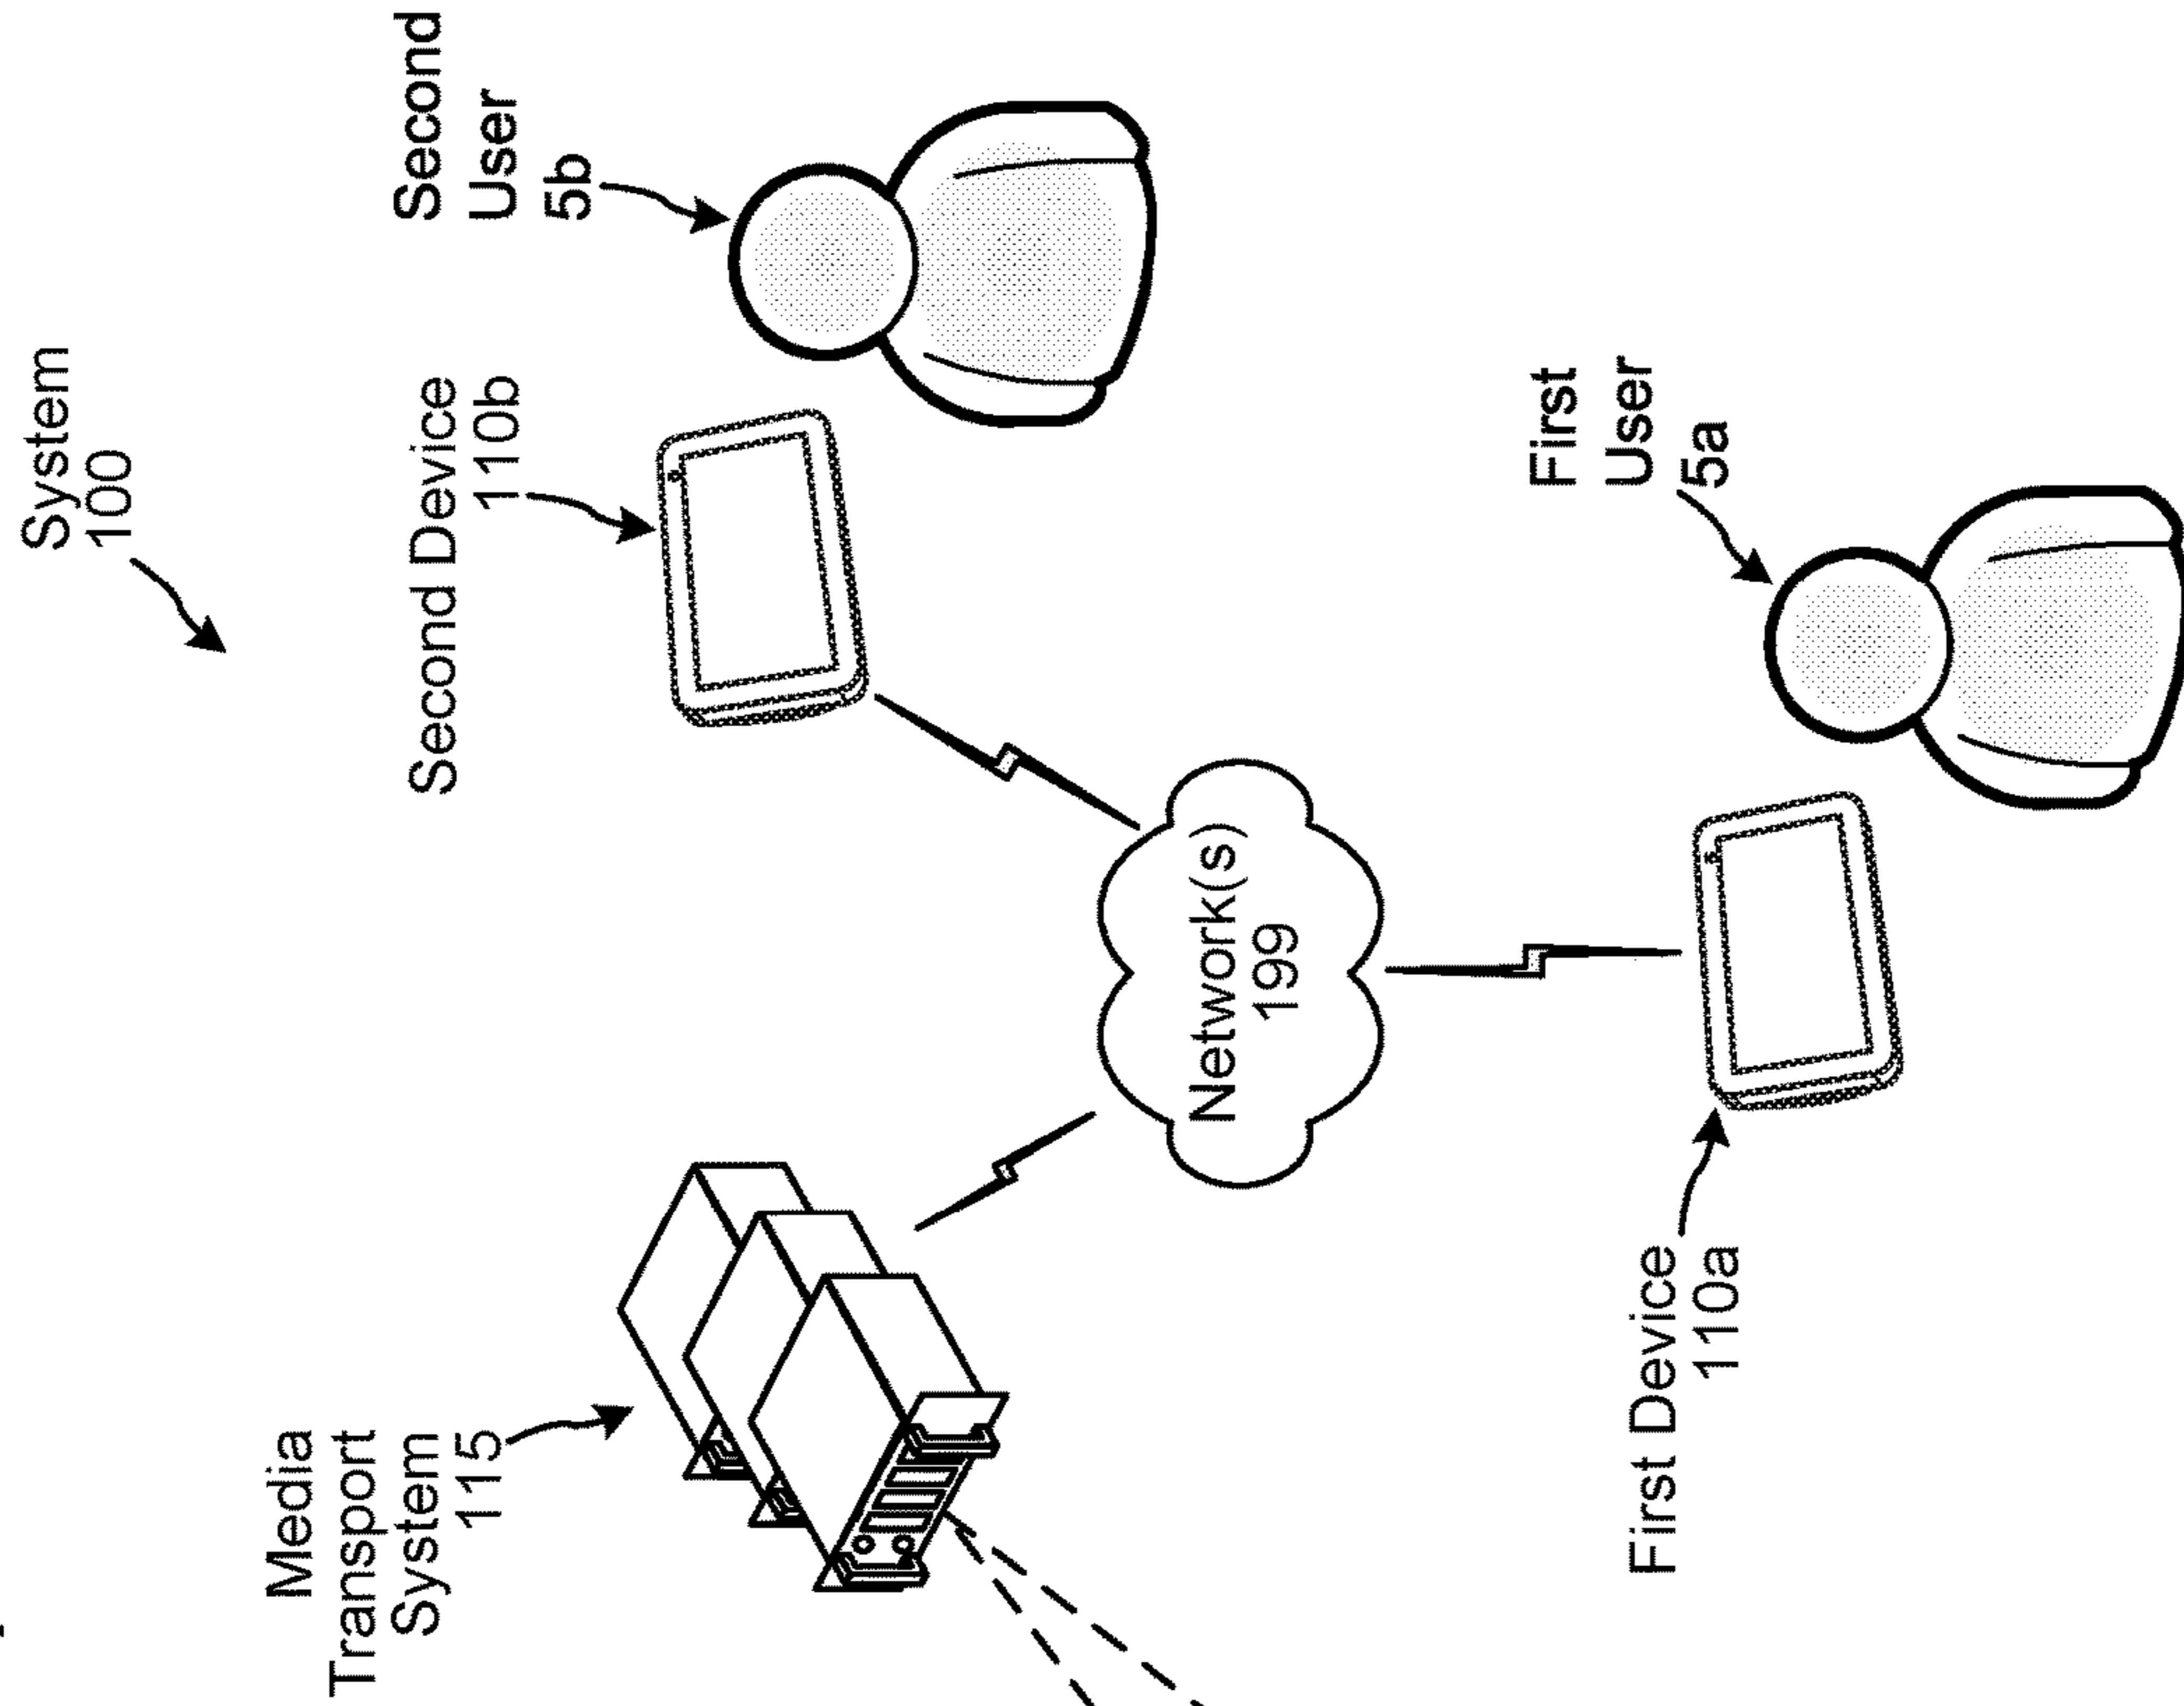 System
100
Media
Transport
System
115
Second Device
110b
Second
User
5b
Network(s)
199
First Device
110a
First
User
5a